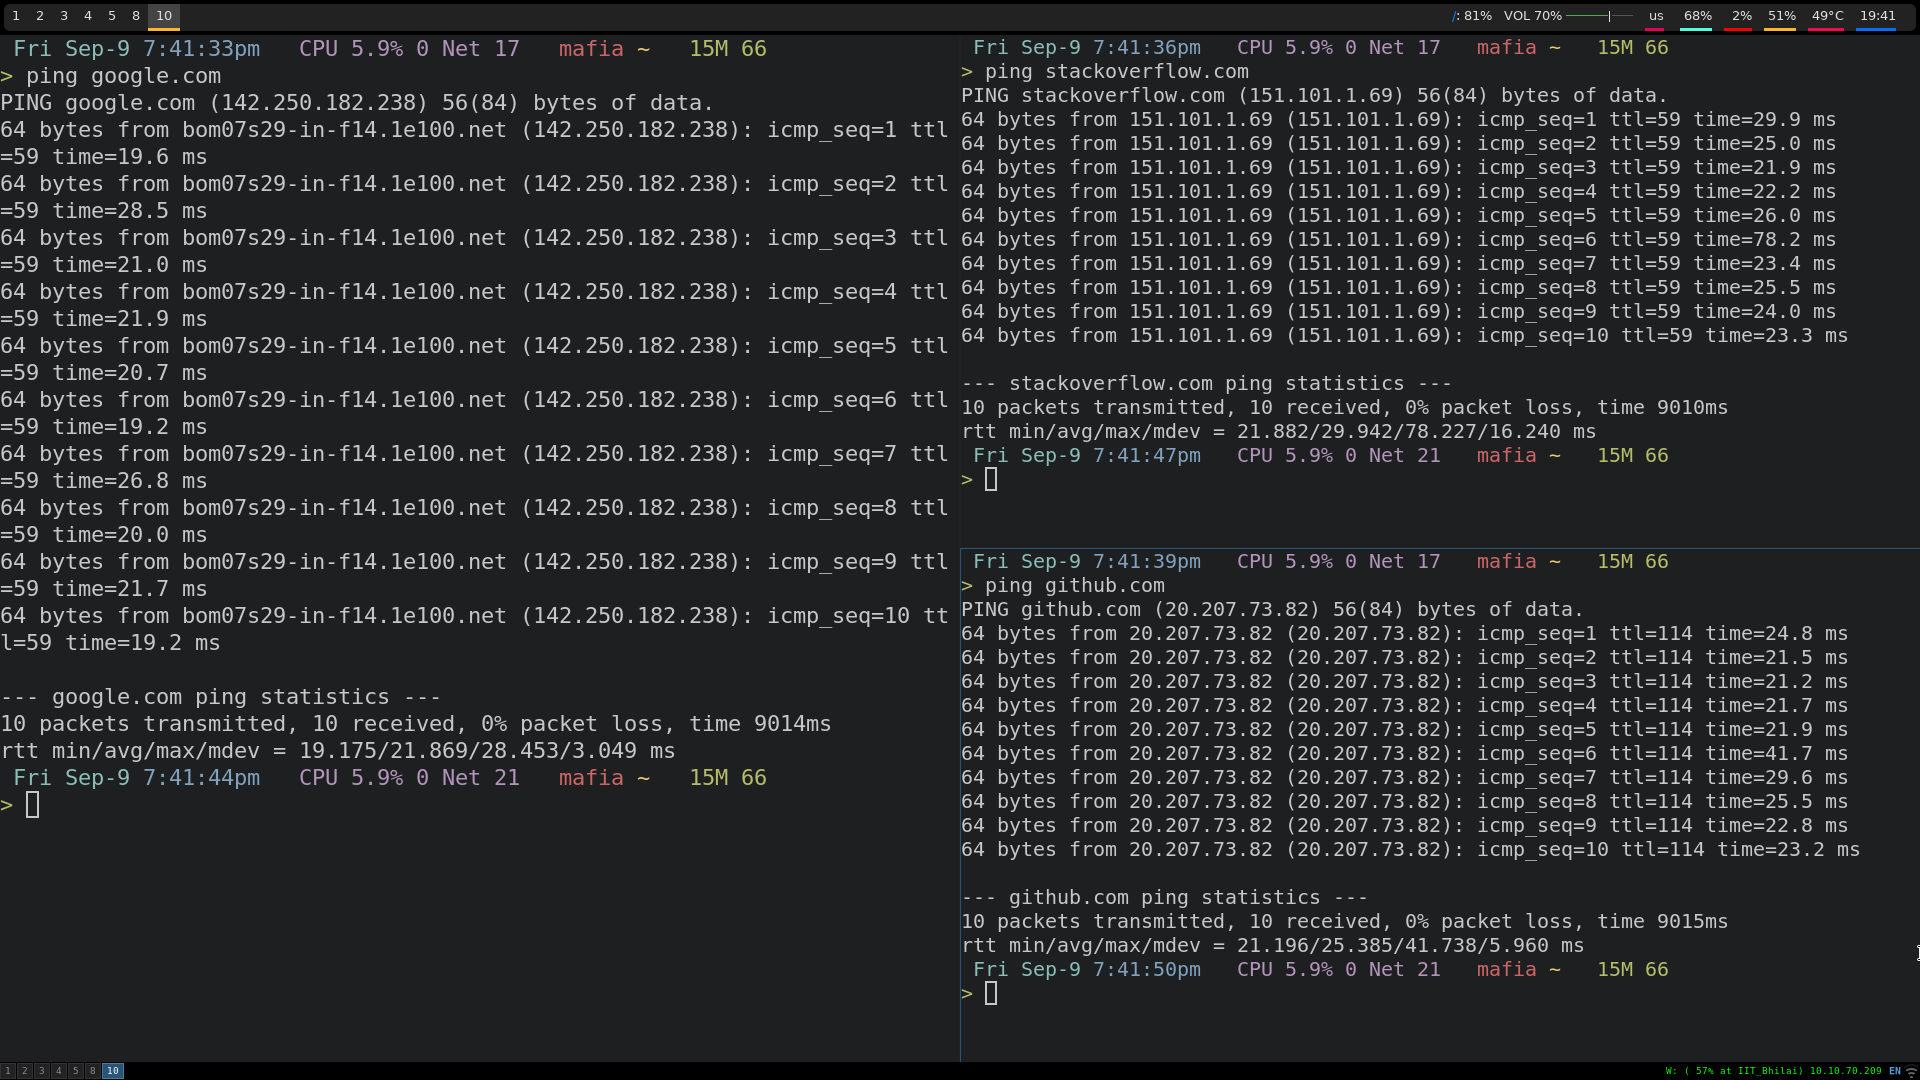 1 2 3 4 5 8 10
/: 81% VOL 70% us 68% 2% 51% 49°C 19:41
Fri Sep-9 7:41:33pm CPU 5.9% 0 Net 17 mafia ~ 15M 66
> ping google.com
PING google.com (142.250.182.238) 56(84) bytes of data.
64 bytes from bom07s29-in-f14.1e100.net (142.250.182.238): icmp_seq=1 ttl
=59 time=19.6 ms
64 bytes from bom07s29-in-f14.1e100.net (142.250.182.238): icmp_seq=2 ttl
=59 time=28.5 ms
64 bytes from bom07s29-in-f14.1e100.net (142.250.182.238): icmp_seq=3 ttl
=59 time=21.0 ms
64 bytes from bom07s29-in-f14.1e100.net (142.250.182.238): icmp_seq=4 ttl
=59 time=21.9 ms
64 bytes from bom07s29-in-f14.1e100.net (142.250.182.238): icmp_seq=5 ttl
=59 time=20.7 ms
64 bytes from bom07s29-in-f14.1e100.net (142.250.182.238): icmp_seq=6 ttl
=59 time=19.2 ms
64 bytes from bom07s29-in-f14.1e100.net (142.250.182.238): icmp_seq=7 ttl
=59 time=26.8 ms
64 bytes from bom07s29-in-f14.1e100.net (142.250.182.238): icmp_seq=8 ttl
=59 time=20.0 ms
64 bytes from bom07s29-in-f14.1e100.net (142.250.182.238): icmp_seq=9 ttl
=59 time=21.7 ms
64 bytes from bom07s29-in-f14.1e100.net (142.250.182.238): icmp_seq=10 tt
l=59 time=19.2 ms
--- google.com ping statistics ---
10 packets transmitted, 10 received, 0% packet loss, time 9014ms
rtt min/avg/max/mdev = 19.175/21.869/28.453/3.049 ms
Fri Sep-9 7:41:44pm CPU 5.9% 0 Net 21 mafia ~ 15M 66
>
Fri Sep-9 7:41:36pm CPU 5.9% 0 Net 17 mafia ~ 15M 66
> ping stackoverflow.com
PING stackoverflow.com (151.101.1.69) 56(84) bytes of data.
64 bytes from 151.101.1.69 (151.101.1.69): icmp_seq=1 ttl=59 time=29.9 ms
64 bytes from 151.101.1.69 (151.101.1.69): icmp_seq=2 ttl=59 time=25.0 ms
64 bytes from 151.101.1.69 (151.101.1.69): icmp_seq=3 ttl=59 time=21.9 ms
64 bytes from 151.101.1.69 (151.101.1.69): icmp_seq=4 ttl=59 time=22.2 ms
64 bytes from 151.101.1.69 (151.101.1.69): icmp_seq=5 ttl=59 time=26.0 ms
64 bytes from 151.101.1.69 (151.101.1.69): icmp_seq=6 ttl=59 time=78.2 ms
64 bytes from 151.101.1.69 (151.101.1.69): icmp_seq=7 ttl=59 time=23.4 ms
64 bytes from 151.101.1.69 (151.101.1.69): icmp_seq=8 ttl=59 time=25.5 ms
64 bytes from 151.101.1.69 (151.101.1.69): icmp_seq=9 ttl=59 time=24.0 ms
64 bytes from 151.101.1.69 (151.101.1.69): icmp_seq=10 ttl=59 time=23.3 ms
--- stackoverflow.com ping statistics ---
10 packets transmitted, 10 received, 0% packet loss, time 9010ms
rtt min/avg/max/mdev = 21.882/29.942/78.227/16.240 ms
Fri Sep-9 7:41:47pm CPU 5.9% 0 Net 21 mafia ~ 15M 66
>
Fri Sep-9 7:41:39pm CPU 5.9% 0 Net 17 mafia ~ 15M 66
> ping github.com
PING github.com (20.207.73.82) 56(84) bytes of data.
64 bytes from 20.207.73.82 (20.207.73.82): icmp_seq=1 ttl=114 time=24.8 ms
64 bytes from 20.207.73.82 (20.207.73.82): icmp_seq=2 ttl=114 time=21.5 ms
64 bytes from 20.207.73.82 (20.207.73.82): icmp_seq=3 ttl=114 time=21.2 ms
64 bytes from 20.207.73.82 (20.207.73.82): icmp_seq=4 ttl=114 time=21.7 ms
64 bytes from 20.207.73.82 (20.207.73.82): icmp_seq=5 ttl=114 time=21.9 ms
64 bytes from 20.207.73.82 (20.207.73.82): icmp_seq=6 ttl=114 time=41.7 ms
64 bytes from 20.207.73.82 (20.207.73.82): icmp_seq=7 ttl=114 time=29.6 ms
64 bytes from 20.207.73.82 (20.207.73.82): icmp_seq=8 ttl=114 time=25.5 ms
64 bytes from 20.207.73.82 (20.207.73.82): icmp_seq=9 ttl=114 time=22.8 ms
64 bytes from 20.207.73.82 (20.207.73.82): icmp_seq=10 ttl=114 time=23.2 ms
--- github.com ping statistics ---
10 packets transmitted, 10 received, 0% packet loss, time 9015ms
rtt min/avg/max/mdev = 21.196/25.385/41.738/5.960 ms
Fri Sep-9 7:41:50pm CPU 5.9% 0 Net 21 mafia ~ 15M 66
>
1 2 3 4 5 8 10
W: ( 57% at IIT_Bhilai) 10.10.70.209 EN